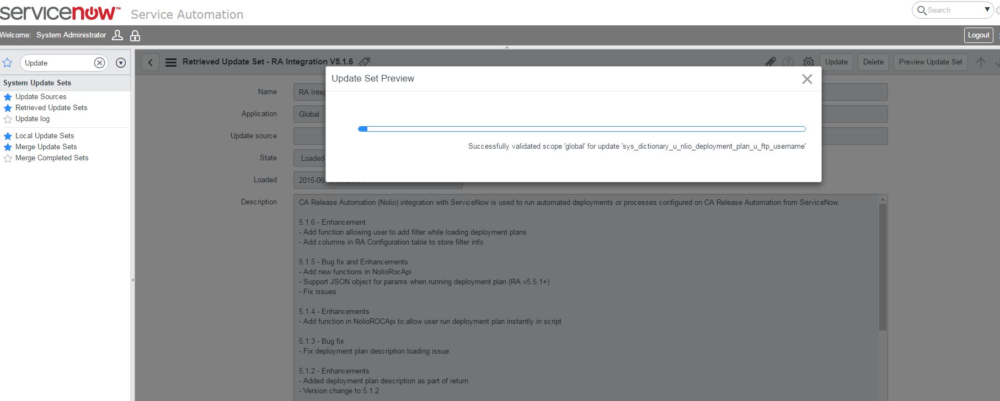 servicenow™ Service Automation
Search
Welcome: System Administrator
Logout
Update
Retrieved Update Set - RA Integration V5.1.6
Update
Delete
Preview Update Set
System Update Sets
Update Sources
Retrieved Update Sets
Update log
Local Update Sets
Merge Update Sets
Merge Completed Sets
Update Set Preview
Successfully validated scope 'global' for update 'sys_dictionary_u_nlio_deployment_plan_u_ftp_username'
Name
RA Integ
Application
Global
Update source
State
Loaded
Loaded
2015-06-
Description
CA Release Automation (Nolio) integration with ServiceNow is used to run automated deployments or processes configured on CA Release Automation from ServiceNow.
5.1.6 - Enhancement
- Add function allowing user to add filter while loading deployment plans
- Add columns in RA Configuration table to store filter info
5.1.5 - Bug fix and Enhancements
- Add new functions in NolioRocApi
- Support JSON object for params when running deployment plan (RA v5.5.1+)
- Fix issues
5.1.4 - Enhancements
- Add function in NolioROCApi to allow user run deployment plan instantly in script
5.1.3 - Bug fix
- Fix deployment plan description loading issue
5.1.2 - Enhancements
- Added deployment plan description as part of return
- Version change to 5.1.2